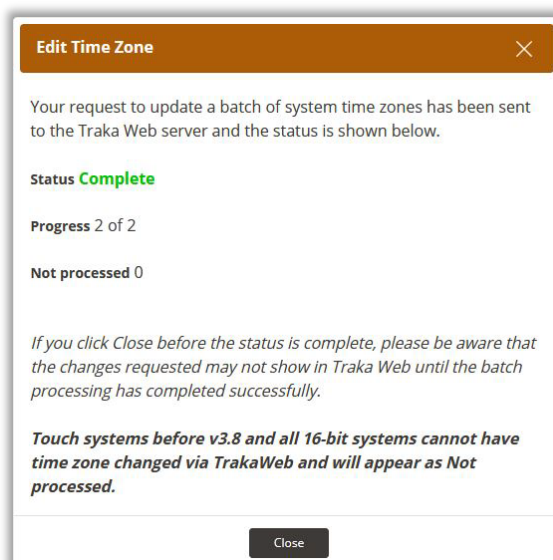 Edit Time Zone
Your request to update a batch of system time zones has been sent
to the Traka Web server and the status is shown below.
Status Complete
Progress 2 of 2
Not processed 0
If you click Close before the status is complete, please be aware that
the changes requested may not show in Traka Web until the batch
processing has completed successfully.
Touch systems before v3.8 and all 16-bit systems cannot have
time zone changed via TrakaWeb and will appear as Not
processed.
Close